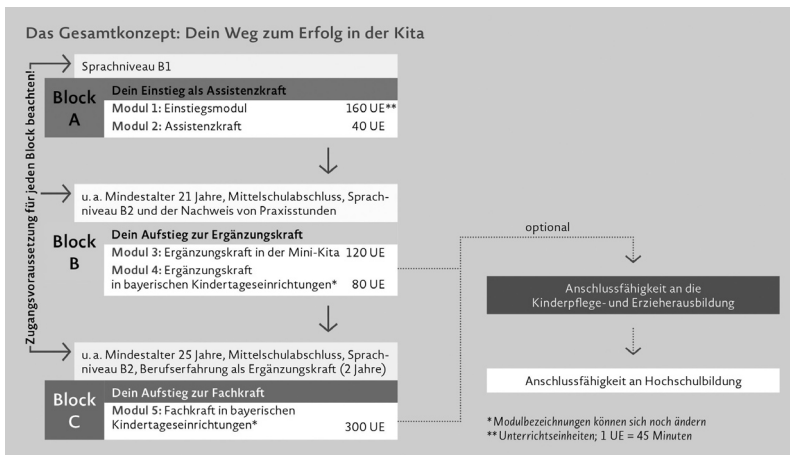 Das Gesamtkonzept: Dein Weg zum Erfolg in der Kita
Zugangsvoraussetzung für jeden Block beachten!
Sprachniveau B1
Block
A
Dein Einstieg als Assistenzkraft
Modul 1: Einstiegsmodul 160 UE**
Modul 2: Assistenzkraft 40 UE
u. a. Mindestalter 21 Jahre, Mittelschulabschluss, Sprach-
niveau B2 und der Nachweis von Praxisstunden
Block
B
Dein Aufstieg zur Ergänzungskraft
Modul 3: Ergänzungskraft in der Mini-Kita 120 UE
Modul 4: Ergänzungskraft
in bayerischen Kindertageseinrichtungen* 80 UE
u. a. Mindestalter 25 Jahre, Mittelschulabschluss, Sprach-
niveau B2, Berufserfahrung als Ergänzungskraft (2 Jahre)
Block
C
Dein Aufstieg zur Fachkraft
Modul 5: Fachkraft in bayerischen
Kindertageseinrichtungen* 300 UE
optional
Anschlussfähigkeit an die
Kinderpflege- und Erzieherausbildung
Anschlussfähigkeit an Hochschulbildung
* Modulbezeichnungen können sich noch ändern
** Unterrichtseinheiten; 1 UE = 45 Minuten